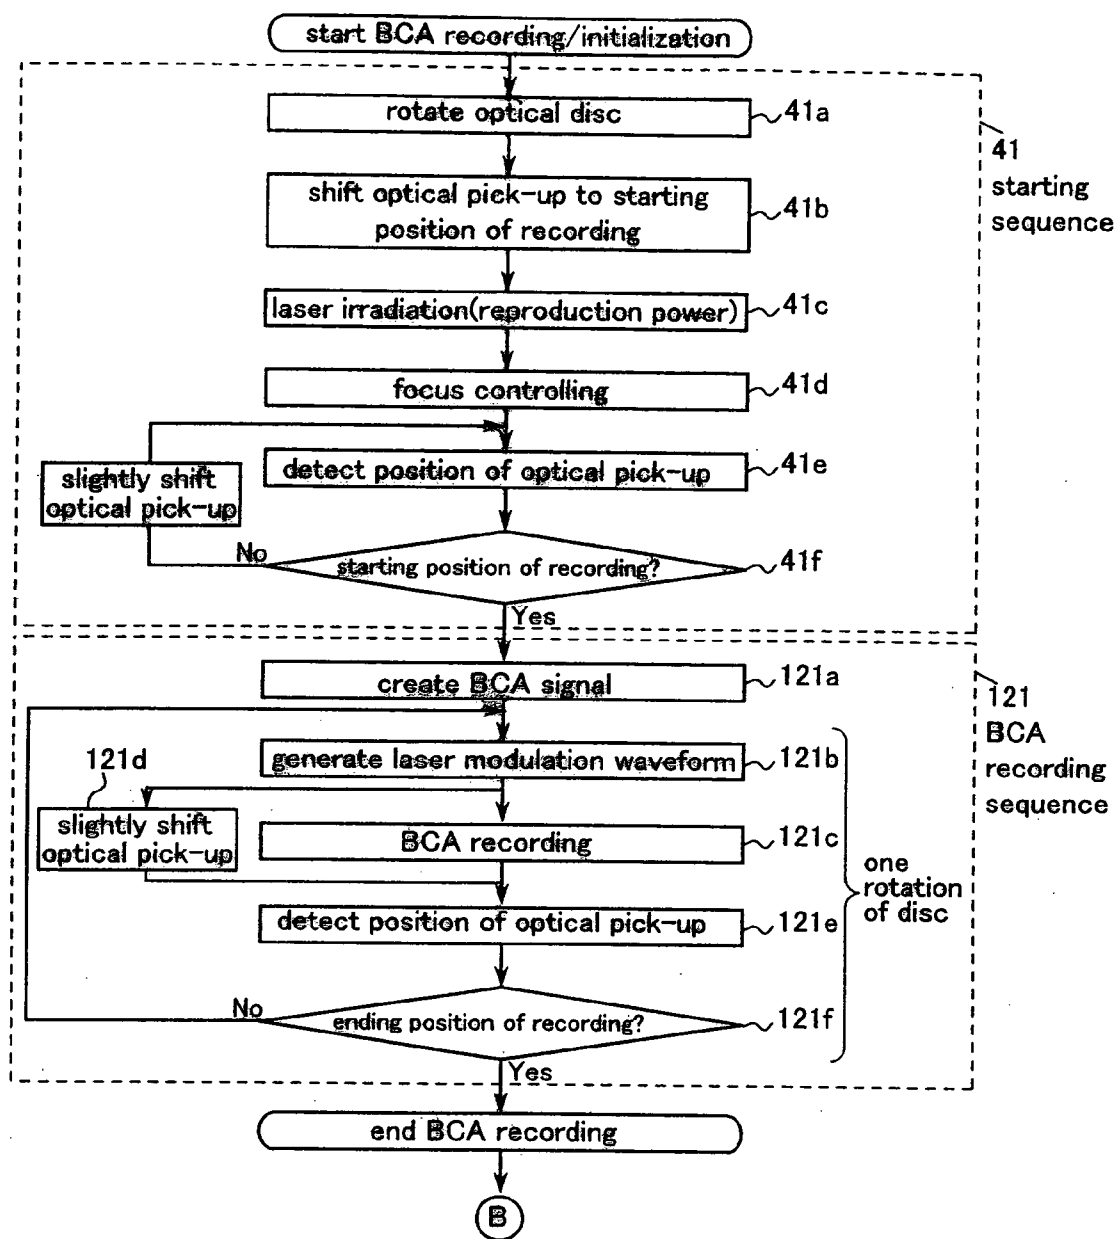 start BCA recording/initialization
rotate optical disc
41a
41
starting
sequence
shift optical pick-up to starting
position of recording
41b
laser irradiation(reproduction power)
41c
focus controlling
41d
slightly shift
optical pick-up
detect position of optical pick-up
41e
No
starting position of recording?
41f
Yes
create BCA signal
121a
121
BCA
recording
sequence
generate laser modulation waveform
121b
121d
slightly shift
optical pick-up
BCA recording
121c
one
rotation
of disc
detect position of optical pick-up
121e
No
ending position of recording?
121f
Yes
end BCA recording
B